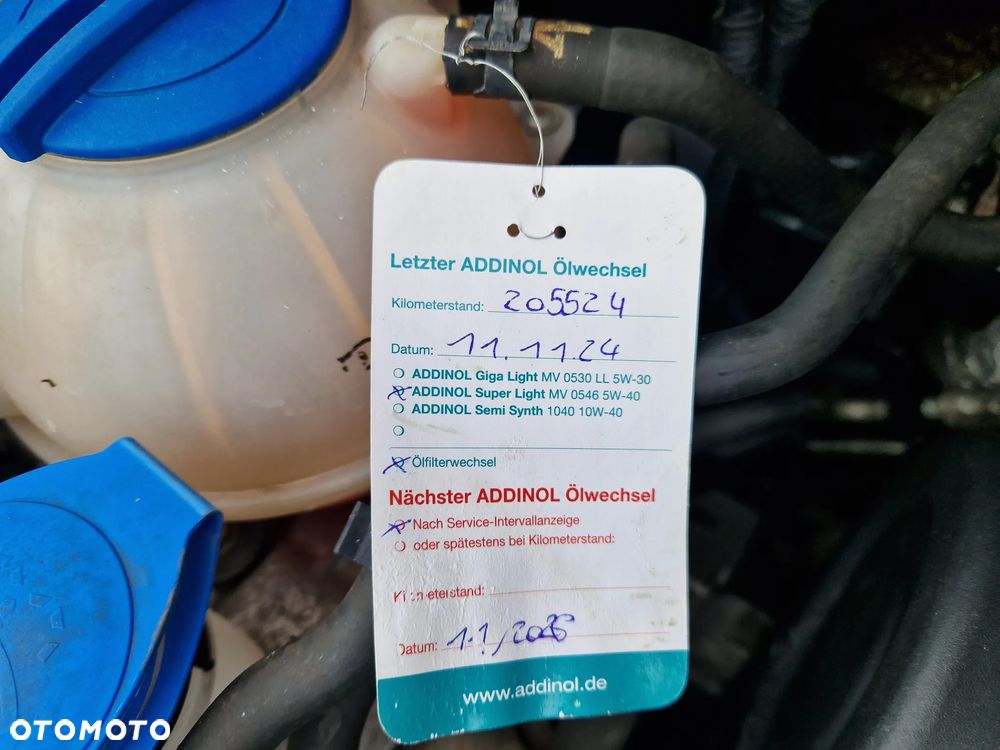 Letzter ADDINOL Ölwechsel
Kilometerstand: 205524
Datum: 11.11.24
ADDINOL Giga Light MV 0530 LL 5W-30
ADDINOL Super Light MV 0546 5W-40
ADDINOL Semi Synth 1040 10W-40
Ölfilterwechsel
Nächster ADDINOL Ölwechsel
Nach Service-Intervallanzeige
oder spätestens bei Kilometerstand:
Kilometerstand:
Datum:
www.addinol.de
OTOMOTO